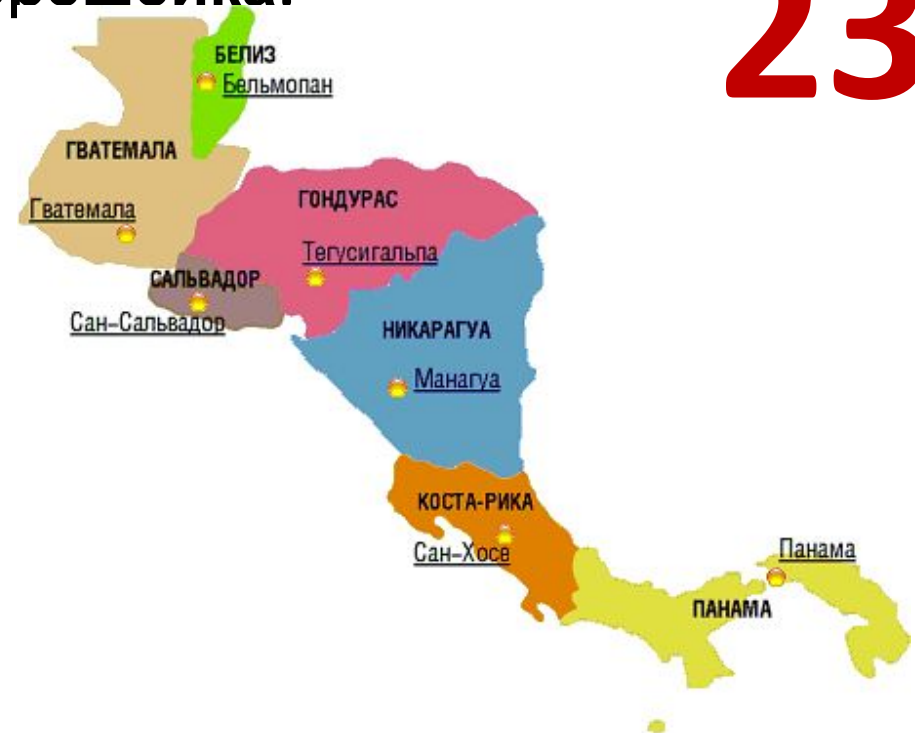 23
БЕЛИЗ
Бельмопан
ГВАТЕМАЛА
Гватемала
ГОНДУРАС
Тегусигальпа
САЛЬВАДОР
Сан-Сальвадор
НИКАРАГУА
Манагуа
КОСТА-РИКА
Сан-Хосе
Панама
ПАНАМА